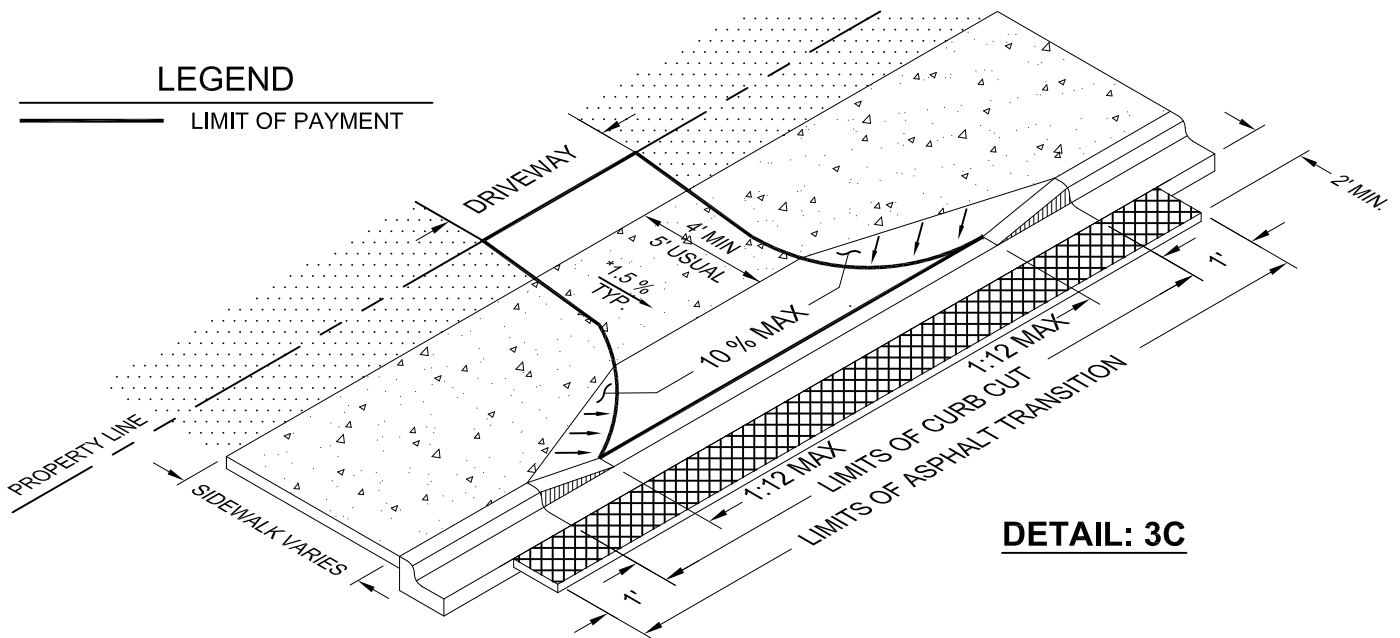 LEGEND
LIMIT OF PAYMENT
DRIVEWAY
4' MIN
5' USUAL
*1.5 %
TYP.
10 % MAX
2' MIN.
1'
1:12 MAX
1:12 MAX
LIMITS OF CURB CUT
LIMITS OF ASPHALT TRANSITION
PROPERTY LINE
SIDEWALK VARIES
1'
DETAIL: 3C